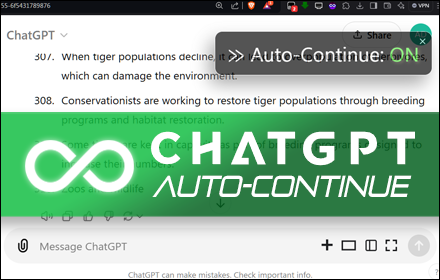 55-6f5431789876
VPN
ChatGPT
Share
>> Auto-Continue: ON
307. When tiger populations decline, it
which can damage the environment.
308. Conservationists are working to restore tiger populations through breeding
programs and habitat restoration.
CHATGPT
AUTO-CONTINUE
Message ChatGPT
ChatGPT can make mistakes. Check important info.